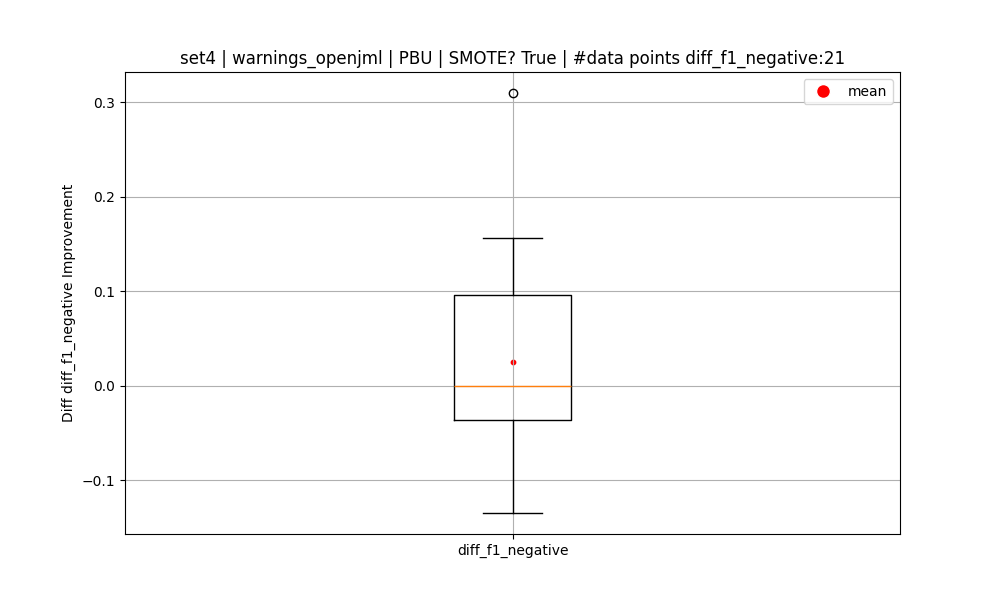 set4 | warnings_openjml | PBU | SMOTE? True | #data points diff_f1_negative:21
mean
0.3
0.2
0.1
0.0
−0.1
Diff diff_f1_negative Improvement
diff_f1_negative